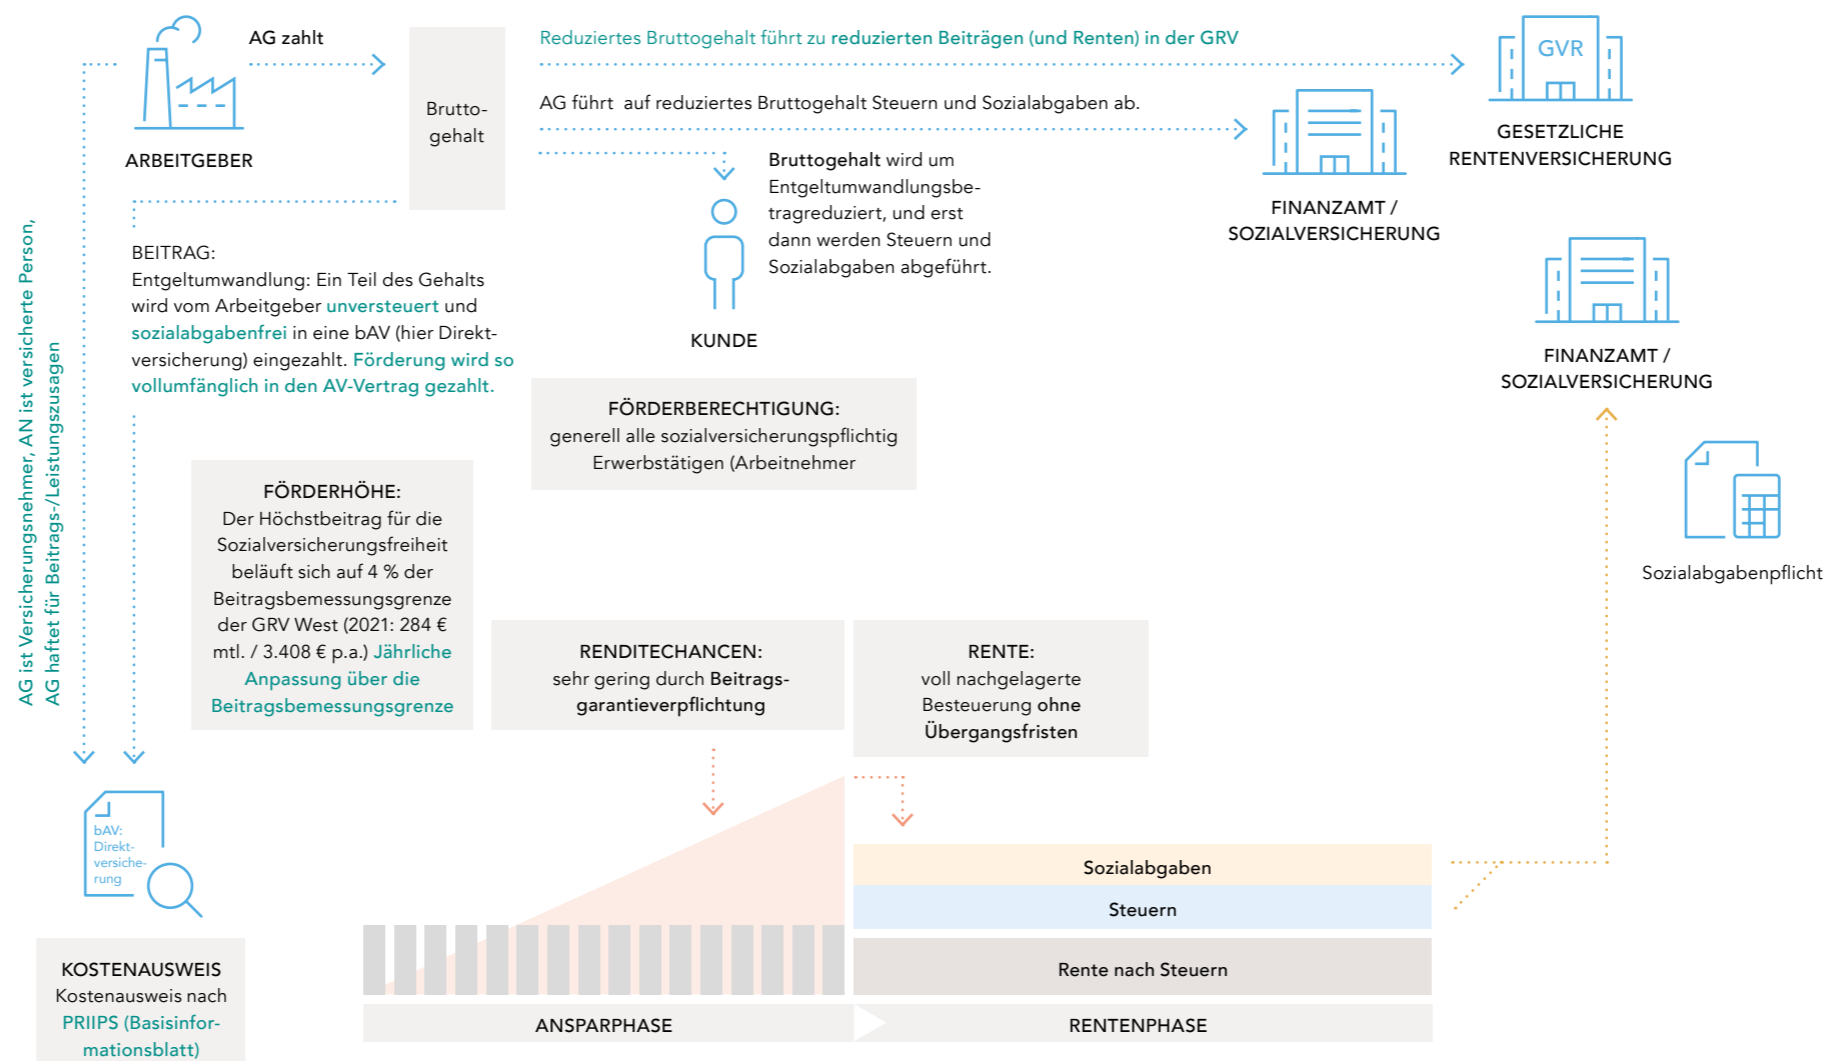 AG zahlt
ARBEITGEBER
Brutto-
gehalt
Reduziertes Bruttogehalt führt zu reduzierten Beiträgen (und Renten) in der GRV
AG führt auf reduziertes Bruttogehalt Steuern und Sozialabgaben ab.
GVR
GESETZLICHE
RENTENVERSICHERUNG
FINANZAMT /
SOZIALVERSICHERUNG
Bruttogehalt wird um
Entgeltumwandlungsbe-
tragreduziert, und erst
dann werden Steuern und
Sozialabgaben abgeführt.
KUNDE
BEITRAG:
Entgeltumwandlung: Ein Teil des Gehalts
wird vom Arbeitgeber unversteuert und
sozialabgabenfrei in eine bAV (hier Direkt-
versicherung) eingezahlt. Förderung wird so
vollumfänglich in den AV-Vertrag gezahlt.
AG ist Versicherungsnehmer, AN ist versicherte Person,
AG haftet für Beitrags-/Leistungszusagen
FINANZAMT /
SOZIALVERSICHERUNG
FÖRDERBERECHTIGUNG:
generell alle sozialversicherungspflichtig
Erwerbstätigen (Arbeitnehmer
FÖRDERHÖHE:
Der Höchstbeitrag für die
Sozialversicherungsfreiheit
beläuft sich auf 4 % der
Beitragsbemessungsgrenze
der GRV West (2021: 284 €
mtl. / 3.408 € p.a.) Jährliche
Anpassung über die
Beitragsbemessungsgrenze
Sozialabgabenpflicht
RENDITECHANCEN:
sehr gering durch Beitrags-
garantieverpflichtung
RENTE:
voll nachgelagerte
Besteuerung ohne
Übergangsfristen
bAV:
Direkt-
versiche-
rung
Sozialabgaben
Steuern
Rente nach Steuern
KOSTENAUSWEIS
Kostenausweis nach
PRIIPS (Basisinfor-
mationsblatt)
ANSPARPHASE
RENTENPHASE